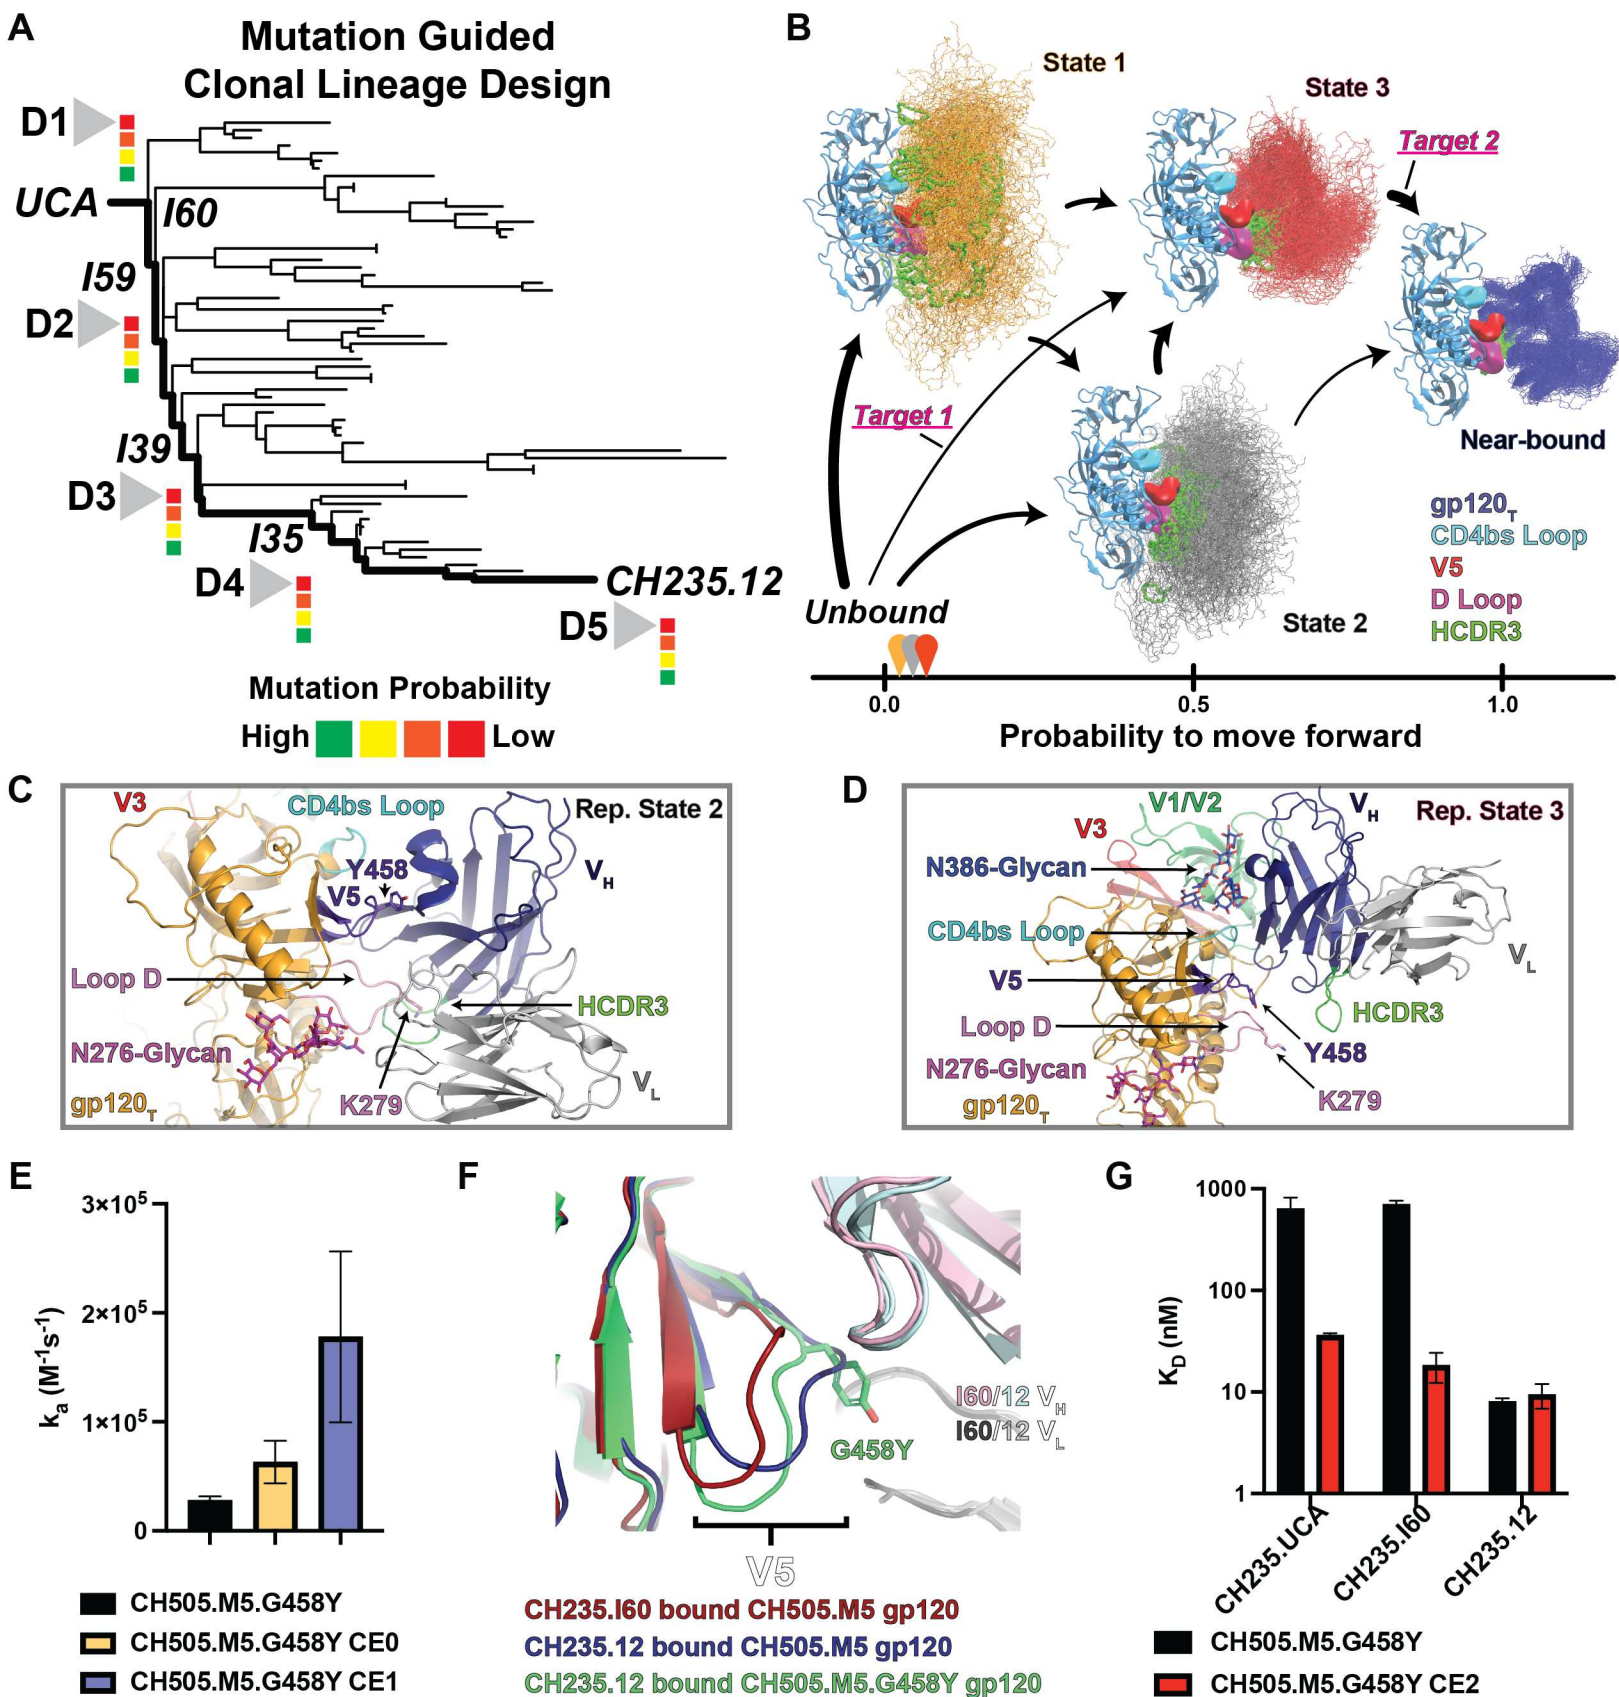 A
Mutation Guided
Clonal Lineage Design
D1
UCA
I60
I59
D2
I39
D3
I35
D4
CH235.12
D5
Mutation Probability
High
Low
B
State 1
State 3
Target 2
Target 1
Near-bound
Unbound
State 2
gp120T
CD4bs Loop
V5
D Loop
HCDR3
0.0
0.5
1.0
Probability to move forward
C
V3
CD4bs Loop
Rep. State 2
Y458
V5
VH
Loop D
HCDR3
N276-Glycan
K279
VL
gp120T
D
V1/V2
VH
Rep. State 3
V3
N386-Glycan
CD4bs Loop
V5
VL
Loop D
HCDR3
Y458
N276-Glycan
K279
gp120T
E
3×10⁵
2×10⁵
1×10⁵
0
ka (M⁻¹s⁻¹)
CH505.M5.G458Y
CH505.M5.G458Y CE0
CH505.M5.G458Y CE1
F
I60/12 VH
I60/12 VL
G458Y
V5
CH235.I60 bound CH505.M5 gp120
CH235.12 bound CH505.M5 gp120
CH235.12 bound CH505.M5.G458Y gp120
G
1000
100
10
1
KD (nM)
CH235.UCA
CH235.I60
CH235.12
CH505.M5.G458Y
CH505.M5.G458Y CE2